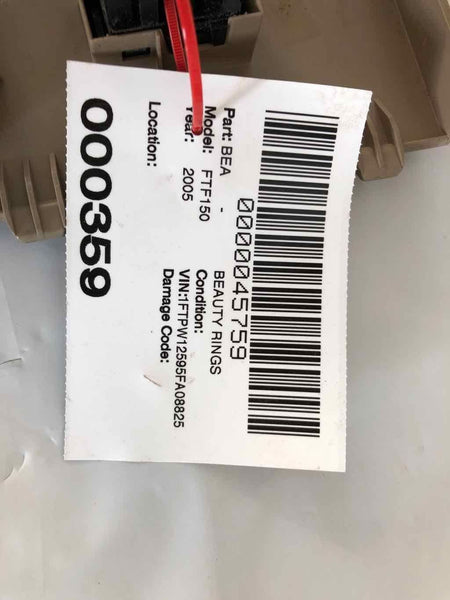 0000045759
Part: BEA - BEAUTY RINGS
Model: FTF150 Condition:
Year: 2005 VIN:1FTPW12595FA08825
Location: Damage Code:
000359